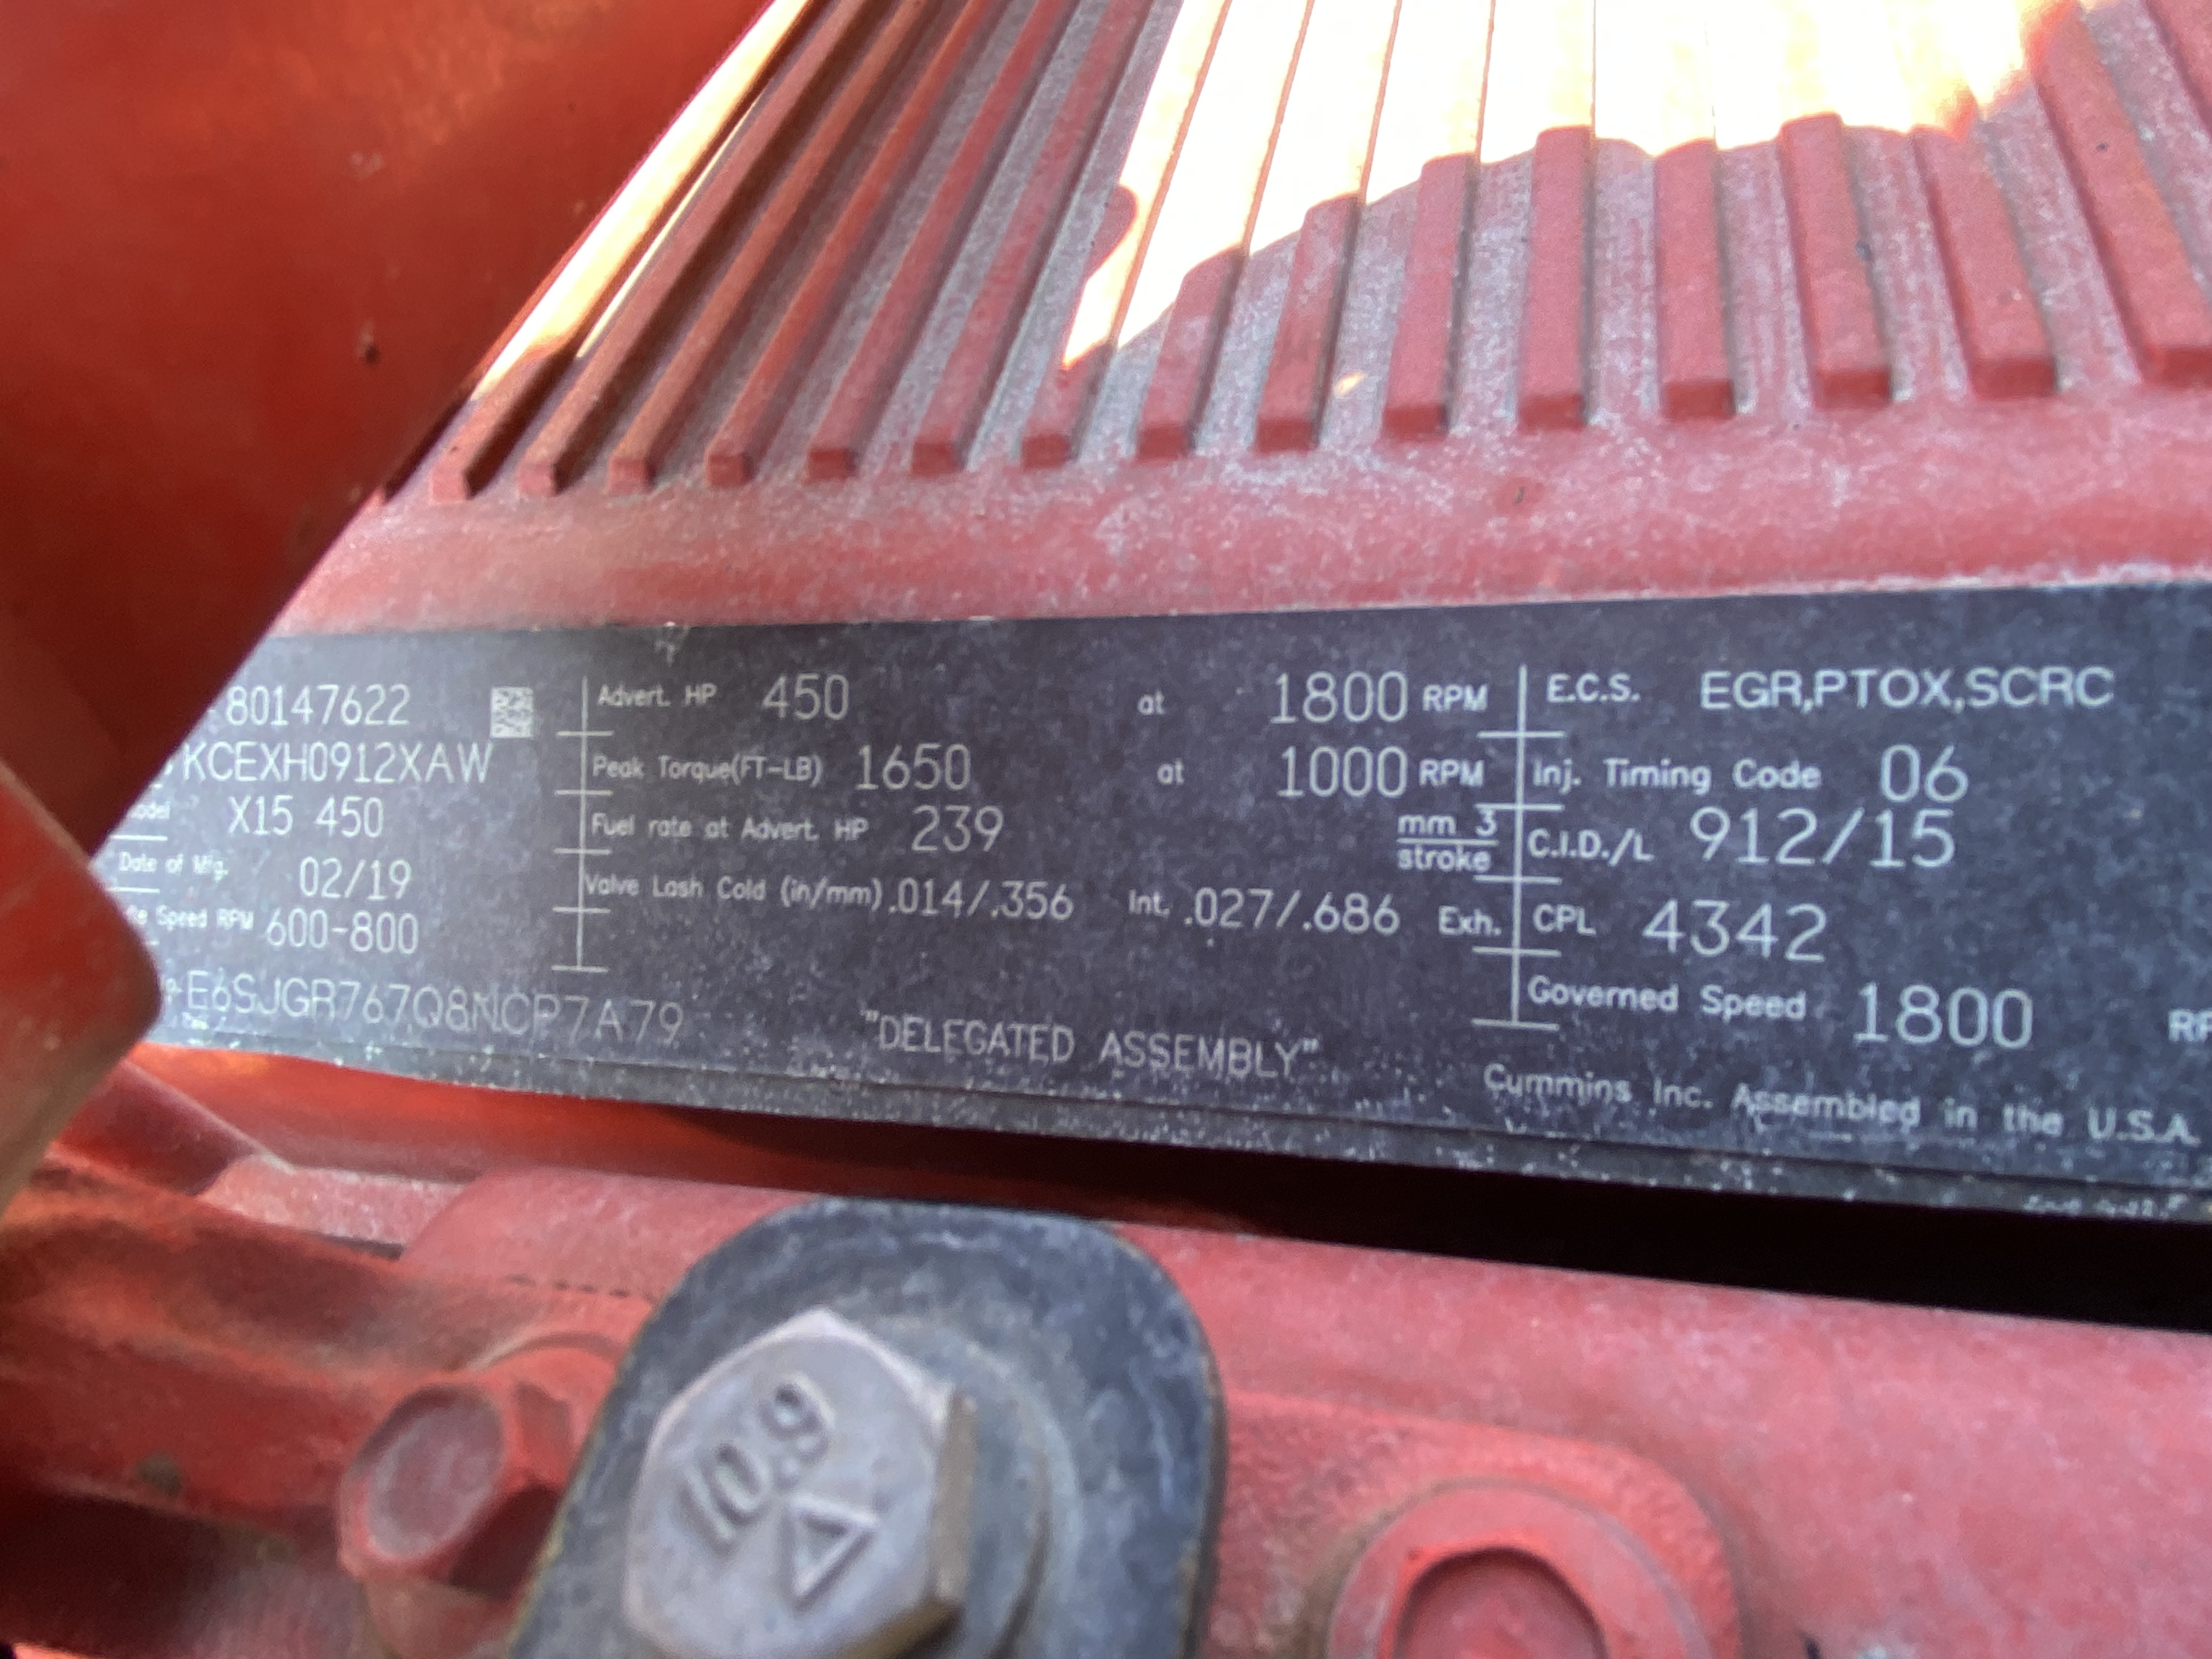 80147622
KCEXH0912XAW
X15 450
Date of Mfg. 02/19
Speed RPM 600-800
E6SJGR767Q8NCP7A79
Advert. HP 450 at 1800 RPM
Peak Torque(FT-LB) 1650 at 1000 RPM
Fuel rate at Advert. HP 239 mm 3
stroke
Valve Lash Cold (in/mm) .014/.356 Int. .027/.686 Exh.
"DELEGATED ASSEMBLY"
E.C.S. EGR,PTOX,SCRC
Inj. Timing Code 06
C.I.D./L 912/15
CPL 4342
Governed Speed 1800
Cummins Inc. Assembled in the U.S.A.
10.9